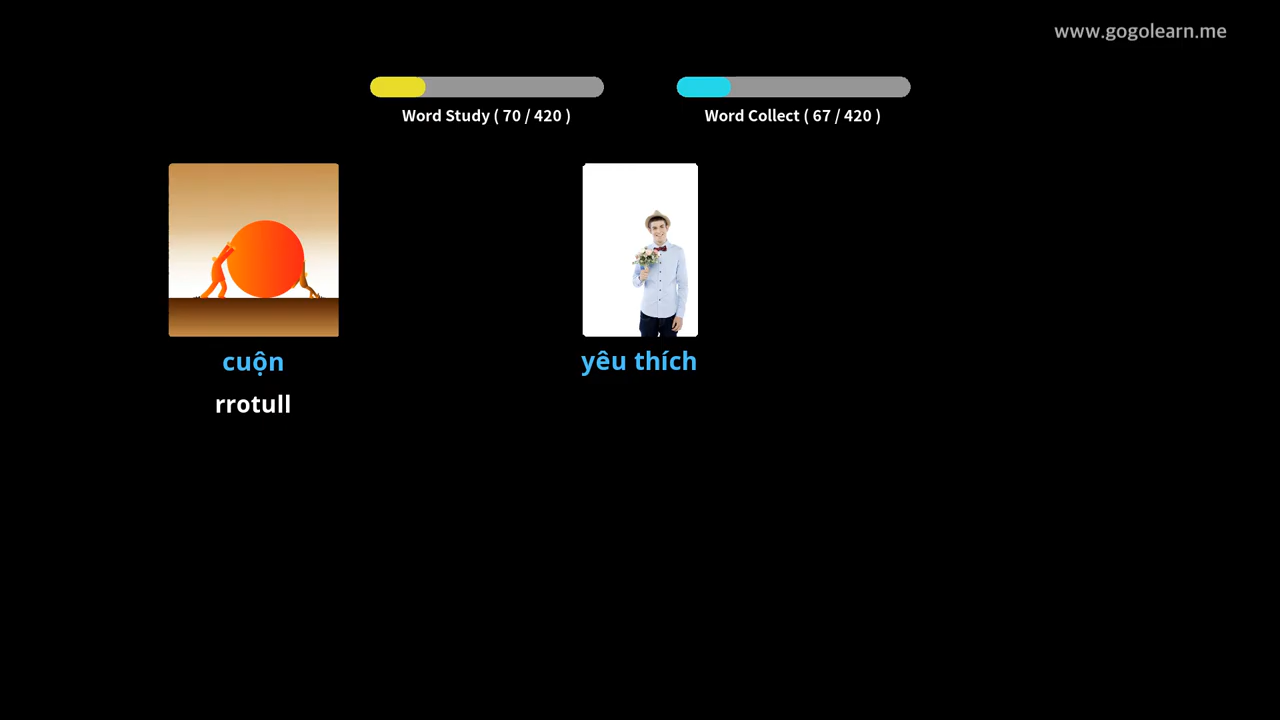 www.gogolearn.me
Word Study ( 70 / 420 )
Word Collect ( 67 / 420 )
cuộn
yêu thích
rrotull